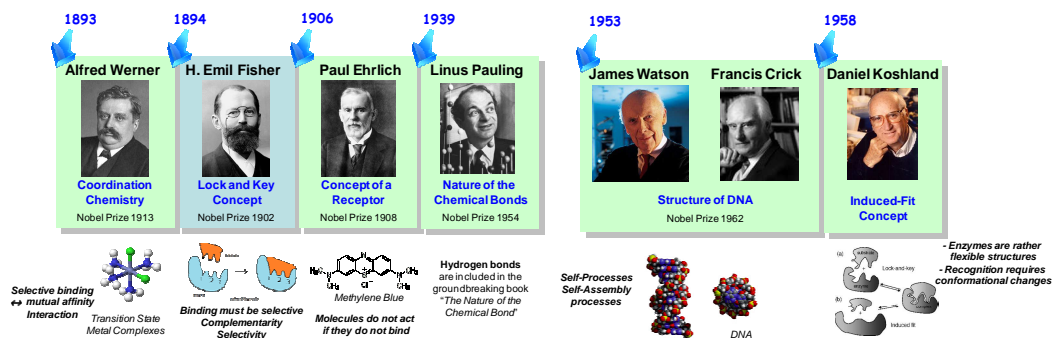 1893
1894
1906
1939
1953
1958
Alfred Werner
H. Emil Fisher
Paul Ehrlich
Linus Pauling
James Watson
Francis Crick
Daniel Koshland
Coordination
Chemistry
Nobel Prize 1913
Lock and Key
Concept
Nobel Prize 1902
Concept of a
Receptor
Nobel Prize 1908
Nature of the
Chemical Bonds
Nobel Prize 1954
Structure of DNA
Nobel Prize 1962
Induced-Fit
Concept
Selective binding
↔ mutual affinity
Interaction
Transition State
Metal Complexes
Binding must be selective
Complementarity
Selectivity
N
S
Cl⁻
CH₃
CH₃
Methylene Blue
Molecules do not act
if they do not bind
Hydrogen bonds
are included in the
groundbreaking book
“The Nature of the
Chemical Bond”
Self-Processes
Self-Assembly
processes
DNA
(a)
substrate
+
enzyme
Lock-and-key
(b)
+
Induced fit
- Enzymes are rather
flexible structures
- Recognition requires
conformational changes